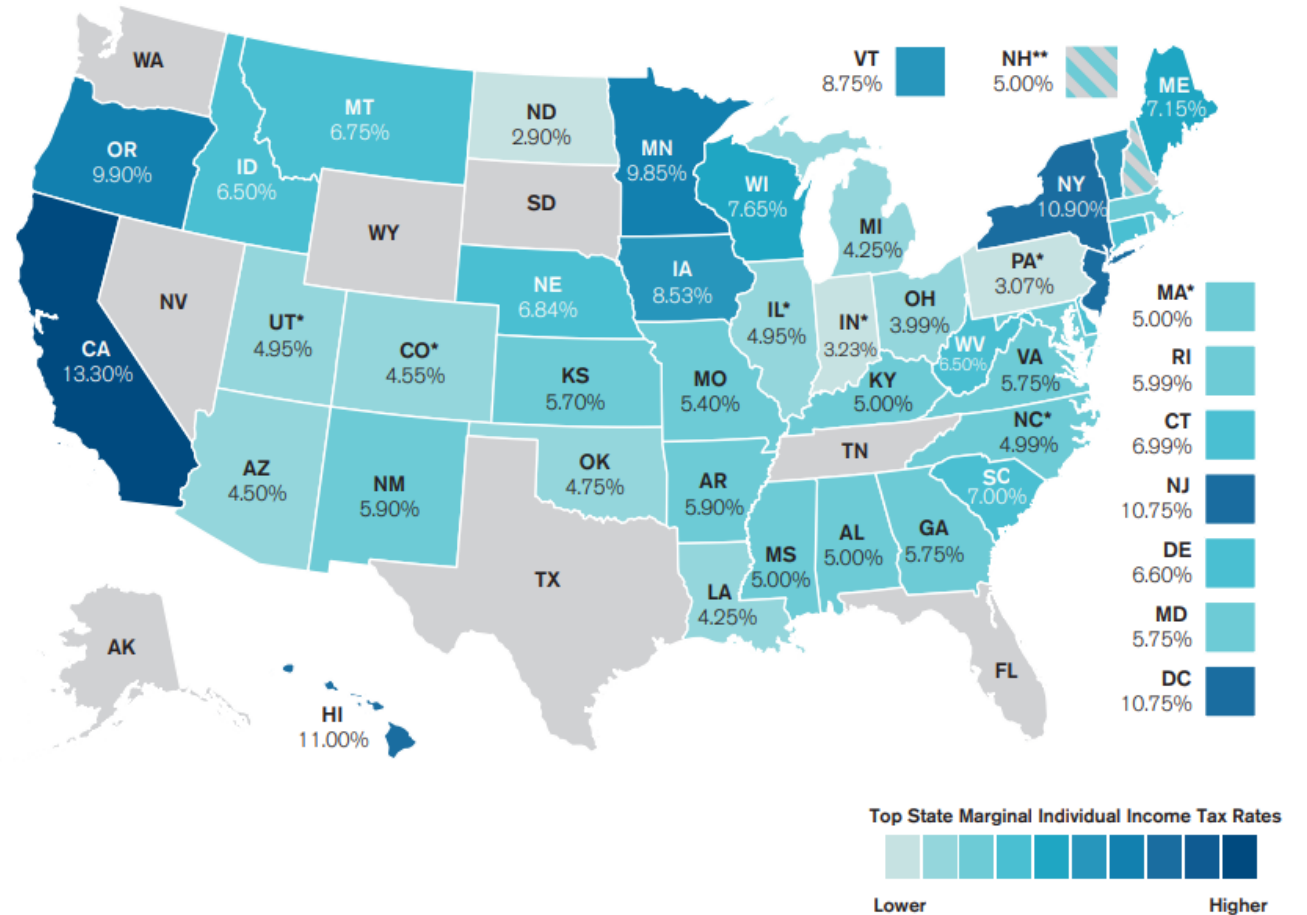 WA
VT
8.75%
NH**
5.00%
ME
7.15%
MT
6.75%
ND
2.90%
OR
9.90%
ID
6.50%
MN
9.85%
WI
7.65%
NY
10.90%
SD
WY
MI
4.25%
PA*
3.07%
IA
8.53%
NE
6.84%
NV
UT*
4.95%
CO*
4.55%
IL*
4.95%
IN*
3.23%
OH
3.99%
MA*
5.00%
CA
13.30%
KS
5.70%
MO
5.40%
WV
6.50%
VA
5.75%
KY
5.00%
RI
5.99%
NC*
4.99%
CT
6.99%
TN
AZ
4.50%
NM
5.90%
OK
4.75%
AR
5.90%
SC
7.00%
NJ
10.75%
MS
5.00%
AL
5.00%
GA
5.75%
DE
6.60%
TX
LA
4.25%
MD
5.75%
AK
FL
DC
10.75%
HI
11.00%
Top State Marginal Individual Income Tax Rates
Lower
Higher